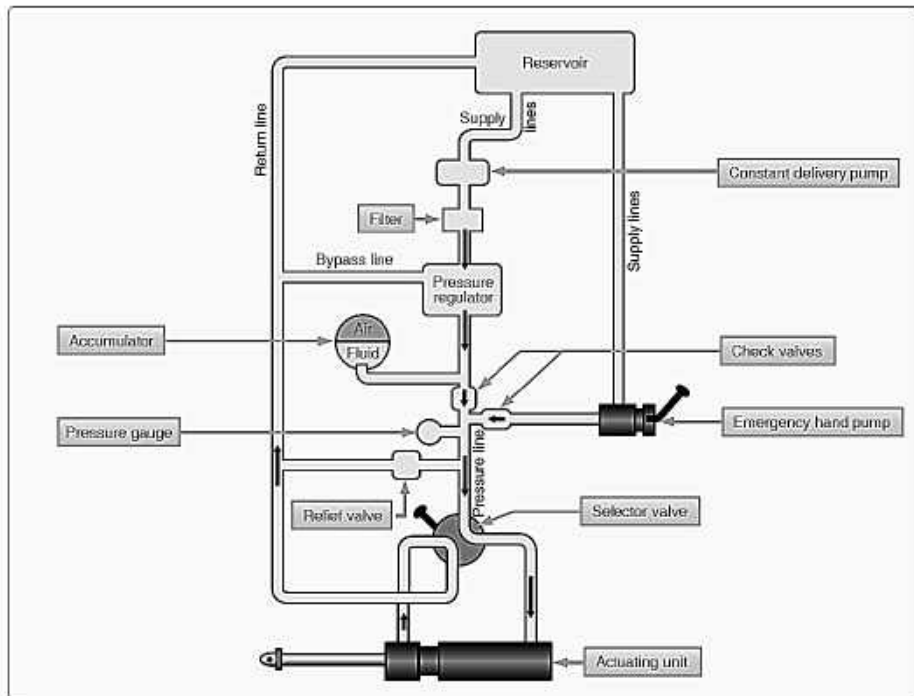 Reservoir
Supply
lines
Return line
Constant delivery pump
Filter
Supply lines
Bypass line
Pressure
regulator
Air
Fluid
Accumulator
Check valves
Pressure gauge
Emergency hand pump
Pressure line
Relief valve
Selector valve
Actuating unit